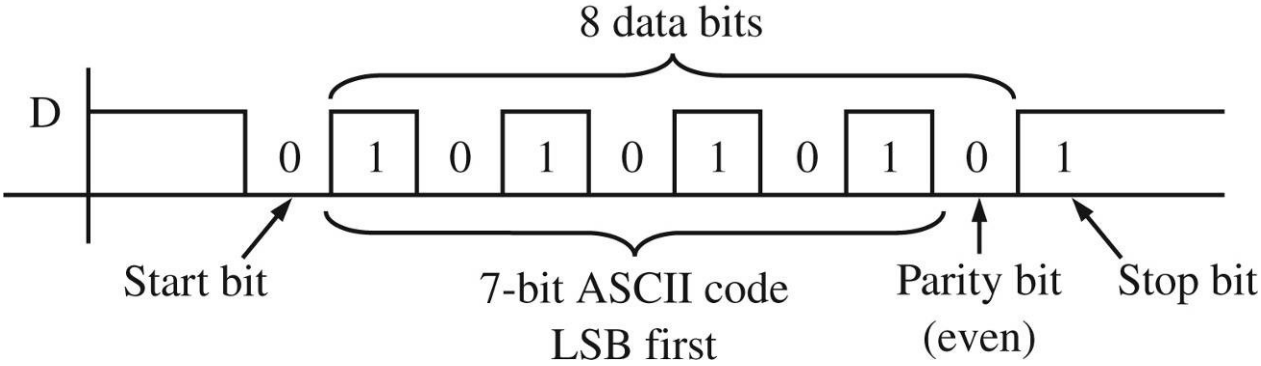 8 data bits
D
0 1 0 1 0 1 0 1 0 1
Start bit
7-bit ASCII code
LSB first
Parity bit
(even)
Stop bit